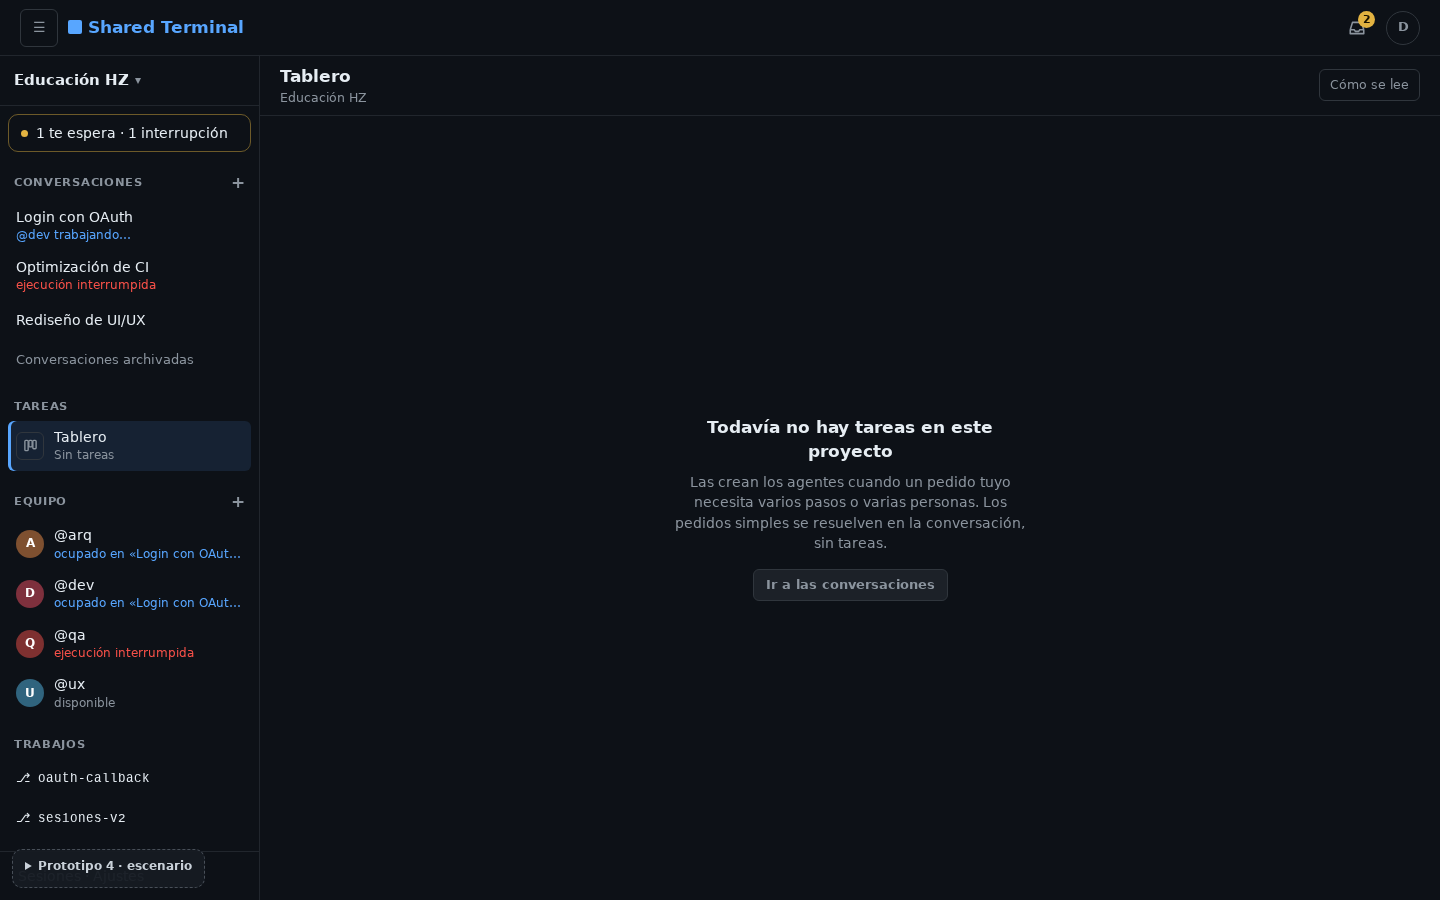 ☰ Shared Terminal
2
D
Educación HZ ▾
1 te espera · 1 interrupción
CONVERSACIONES +
Login con OAuth
@dev trabajando…
Optimización de CI
ejecución interrumpida
Rediseño de UI/UX
Conversaciones archivadas
TAREAS
Tablero
Sin tareas
EQUIPO +
A @arq
ocupado en «Login con OAut…
D @dev
ocupado en «Login con OAut…
Q @qa
ejecución interrumpida
U @ux
disponible
TRABAJOS
oauth-callback
sesiones-v2
Prototipo 4 · escenario
Tablero
Educación HZ
Cómo se lee
Todavía no hay tareas en este
proyecto
Las crean los agentes cuando un pedido tuyo
necesita varios pasos o varias personas. Los
pedidos simples se resuelven en la conversación,
sin tareas.
Ir a las conversaciones